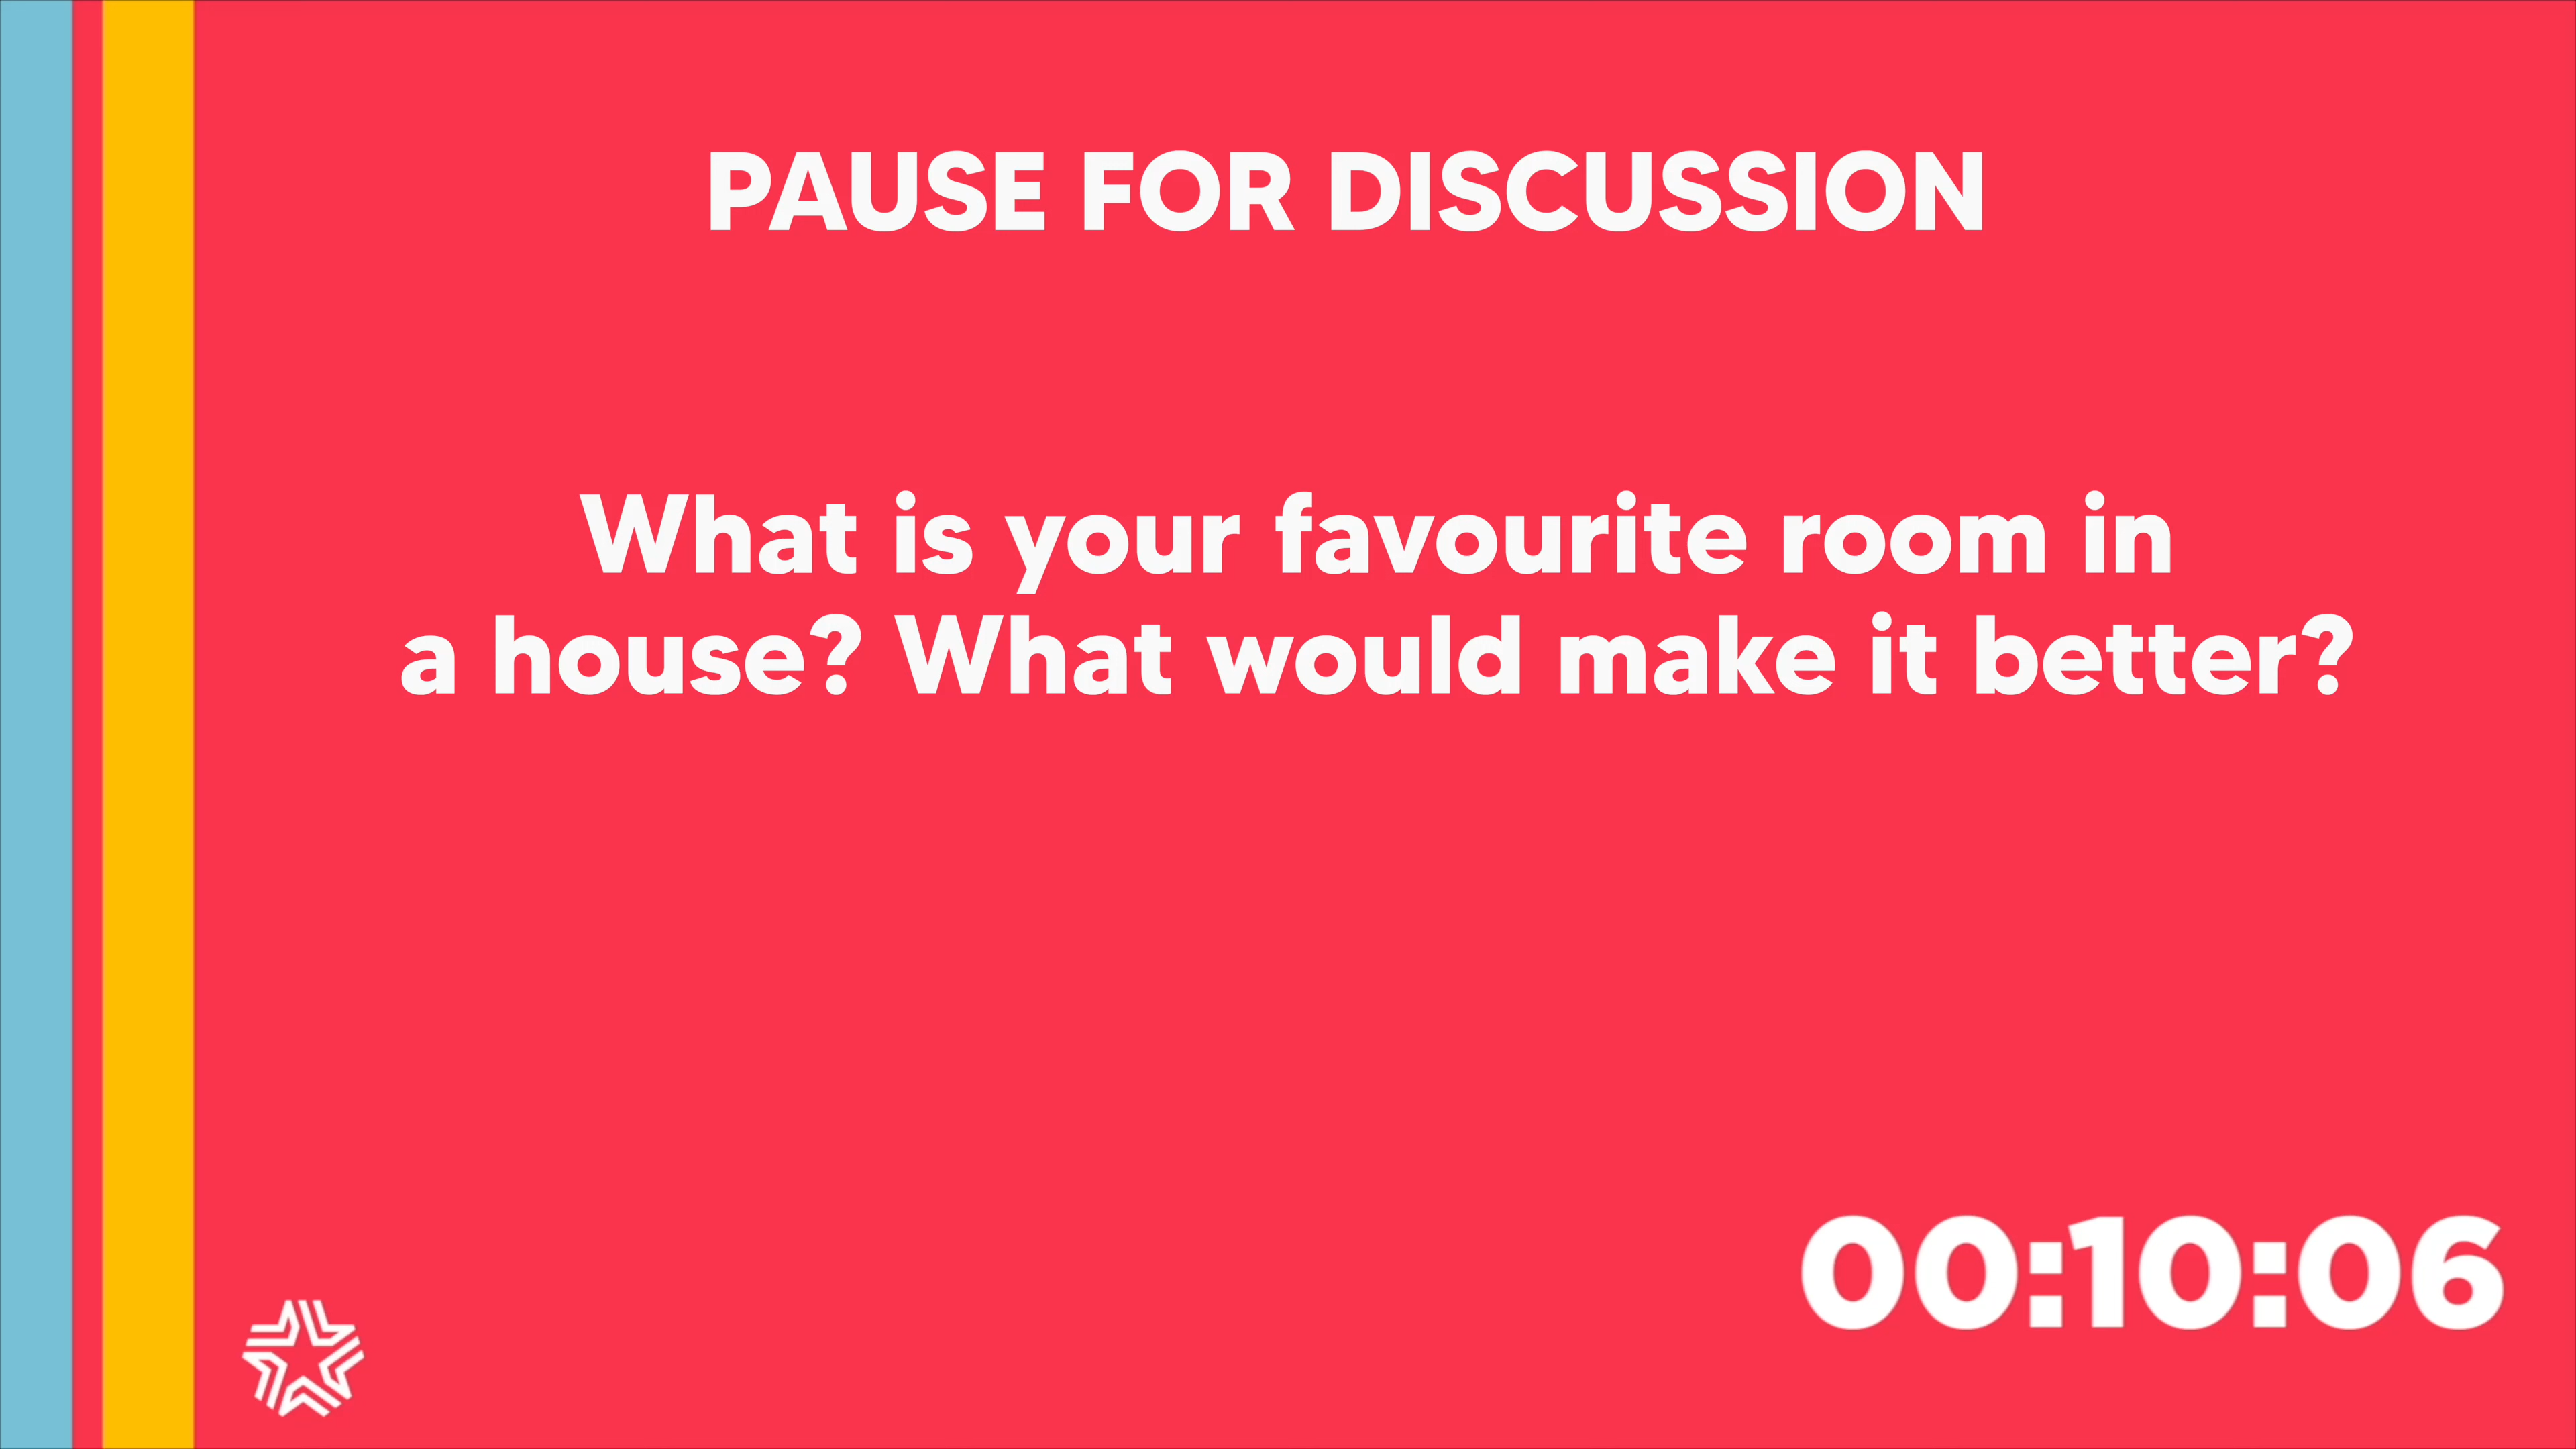 PAUSE FOR DISCUSSION
What is your favourite room in
a house? What would make it better?
00:10:06